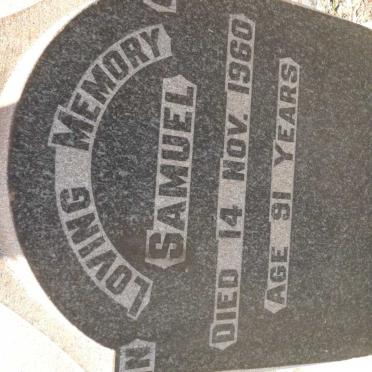 LOVING MEMORY
SAMUEL
DIED 14 NOV. 1960
AGE 91 YEARS